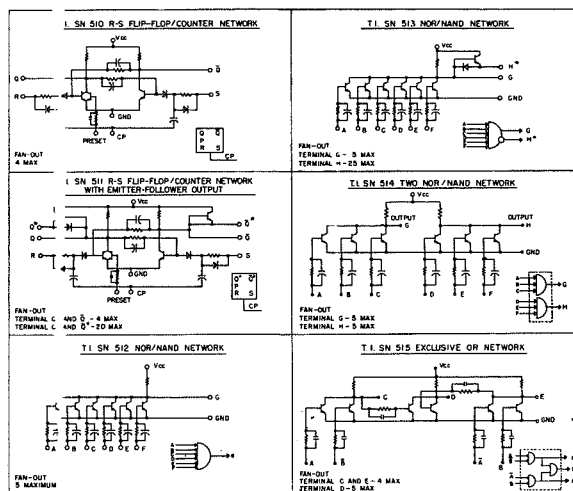 I. SN 510 R-S FLIP-FLOP/COUNTER NETWORK
VCC
Q
Q̄
R
S
GND
CP
PRESET
Q Q̄
P
R S
CP
FAN-OUT
4 MAX
T.I. SN 513 NOR/NAND NETWORK
VCC
H*
G
GND
A B C D E F
G
H*
FAN-OUT
TERMINAL G-5 MAX
TERMINAL H-25 MAX
I. SN 511 R-S FLIP-FLOP/COUNTER NETWORK
WITH EMITTER-FOLLOWER OUTPUT
VCC
Q*
Q̄*
Q
Q̄
R
S
GND
PRESET
CP
Q* Q̄*
P
R S
CP
FAN-OUT
TERMINAL C AND Q̄ -4 MAX
TERMINAL C AND Q̄*-20 MAX
T.I. SN 514 TWO NOR/NAND NETWORK
VCC
OUTPUT
G
OUTPUT
H
GND
A B C D E F
A
B
C
G
D
E
F
H
FAN-OUT
TERMINAL G-5 MAX
TERMINAL H-5 MAX
T.I. SN 512 NOR/NAND NETWORK
VCC
G
GND
A B C D E F
FAN-OUT
5 MAXIMUM
T.I. SN 515 EXCLUSIVE OR NETWORK
VCC
C
D
E
GND
A B Ā B̄
FAN-OUT
TERMINAL C AND E-4 MAX
TERMINAL D-5 MAX